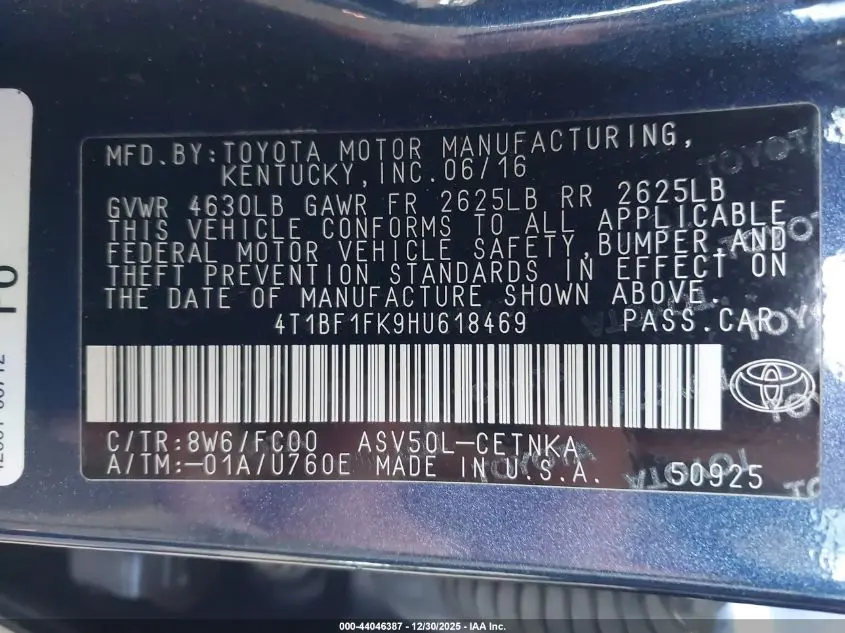 MFD.BY:TOYOTA MOTOR MANUFACTURING,
KENTUCKY,INC.06/16
GVWR 4630LB GAWR FR 2625LB RR 2625LB
THIS VEHICLE CONFORMS TO ALL APPLICABLE
FEDERAL MOTOR VEHICLE SAFETY,BUMPER,AND
THEFT PREVENTION STANDARDS IN EFFECT ON
THE DATE OF MANUFACTURE SHOWN ABOVE.
4T1BF1FK9HU618469 PASS.CAR
C/TR:8W6/FC00 ASV50L-CETNKA
A/TM:-01A/U760E MADE IN U.S.A. 50925
TOYOTA
TOYOTA
TOYOTA
000-44046387 - 12/30/2025 - IAA Inc.